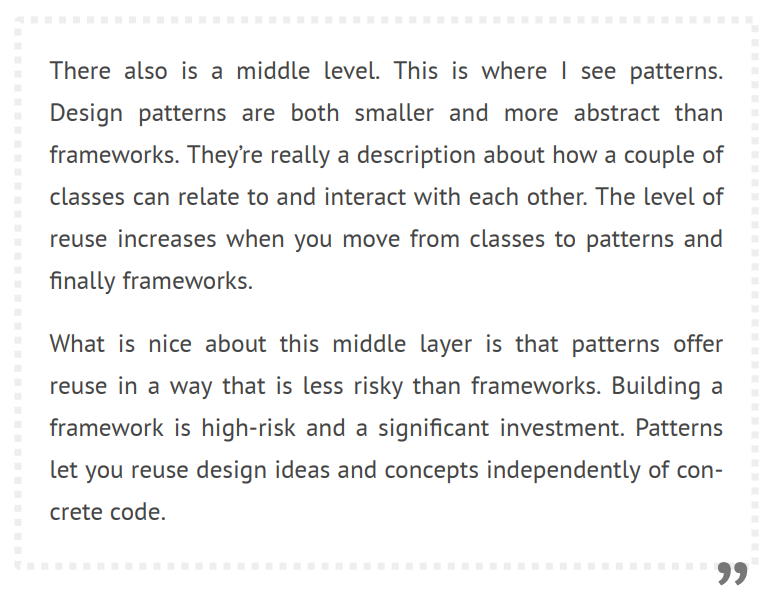 There also is a middle level. This is where I see patterns.
Design patterns are both smaller and more abstract than
frameworks. They’re really a description about how a couple of
classes can relate to and interact with each other. The level of
reuse increases when you move from classes to patterns and
finally frameworks.
What is nice about this middle layer is that patterns offer
reuse in a way that is less risky than frameworks. Building a
framework is high-risk and a significant investment. Patterns
let you reuse design ideas and concepts independently of con-
crete code.
”